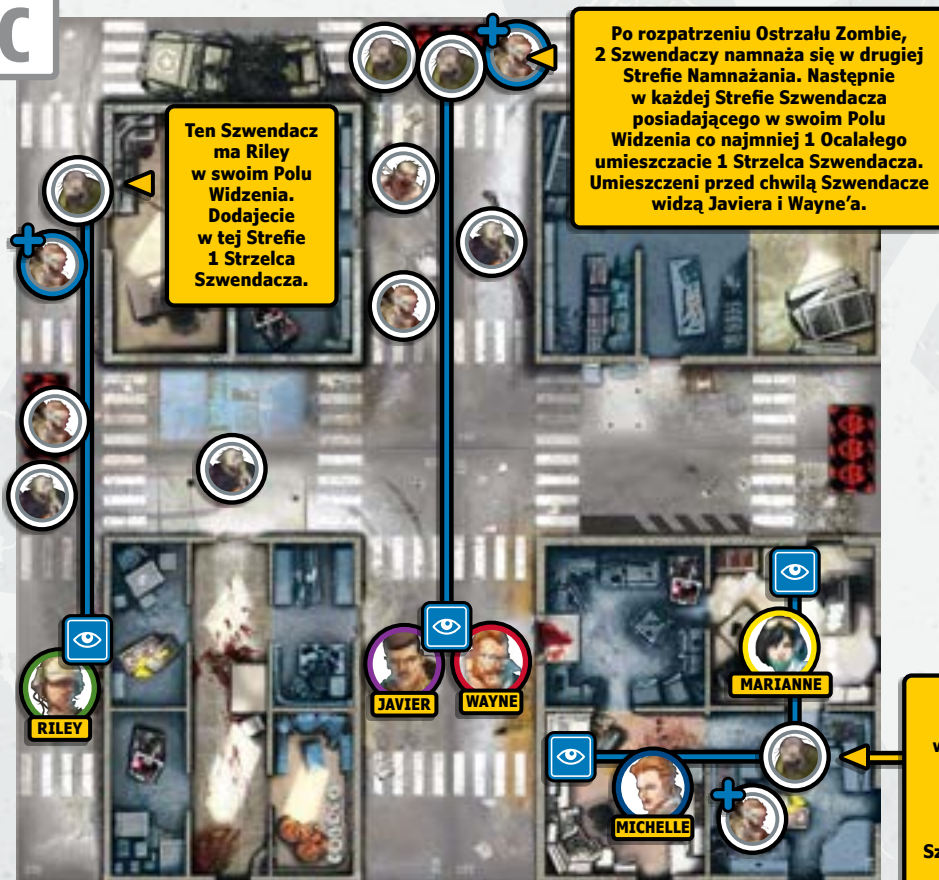 C
Po rozpatrzeniu Ostrzału Zombie,
2 Szwendaczy namnaża się w drugiej
Strefie Namnażania. Następnie
w każdej Strefie Szwendacza
posiadającego w swoim Polu
Widzenia co najmniej 1 Ocalałego
umieszczacie 1 Strzelca Szwendacza.
Umieszczeni przed chwilą Szwendacze
widzą Javiera i Wayne’a.
Ten Szwendacz
ma Riley
w swoim Polu
Widzenia.
Dodajecie
w tej Strefie
1 Strzelca
Szwendacza.
RILEY
JAVIER
WAYNE
MARIANNE
MICHELLE
w
Sz